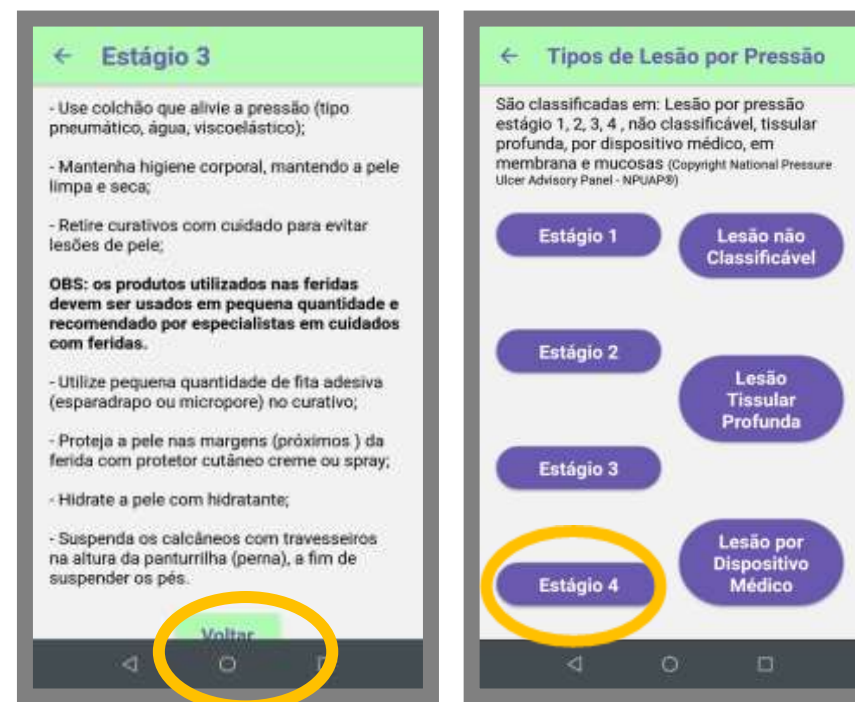 Estágio 3
- Use colchão que alivie a pressão (tipo
pneumático, água, viscoelástico);
- Mantenha higiene corporal, mantendo a pele
limpa e seca;
- Retire curativos com cuidado para evitar
lesões de pele;
OBS: os produtos utilizados nas feridas
devem ser usados em pequena quantidade e
recomendado por especialistas em cuidados
com feridas.
- Utilize pequena quantidade de fita adesiva
(esparadrapo ou micropore) no curativo;
- Proteja a pele nas margens (próximos ) da
ferida com protetor cutâneo creme ou spray;
- Hidrate a pele com hidratante;
- Suspenda os calcâneos com travesseiros
na altura da panturrilha (perna), a fim de
suspender os pés.
Voltar
Tipos de Lesão por Pressão
São classificadas em: Lesão por pressão
estágio 1, 2, 3, 4 , não classificável, tissular
profunda, por dispositivo médico, em
membrana e mucosas (Copyright National Pressure
Ulcer Advisory Panel - NPUAP®)
Estágio 1
Lesão não
Classificável
Estágio 2
Lesão
Tissular
Profunda
Estágio 3
Lesão por
Dispositivo
Médico
Estágio 4